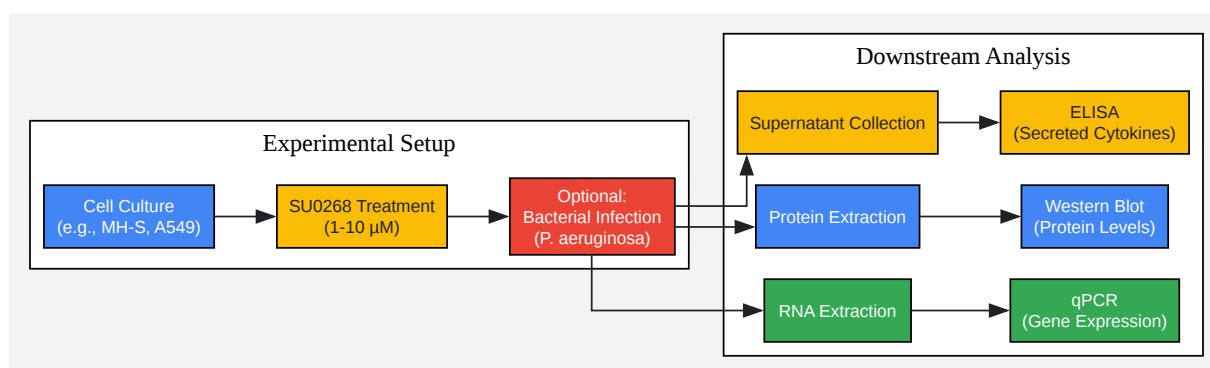 Experimental Setup
Cell Culture
(e.g., MH-S, A549)
SU0268 Treatment
(1-10 µM)
Optional:
Bacterial Infection
(P. aeruginosa)
Downstream Analysis
Supernatant Collection
ELISA
(Secreted Cytokines)
Protein Extraction
Western Blot
(Protein Levels)
RNA Extraction
qPCR
(Gene Expression)